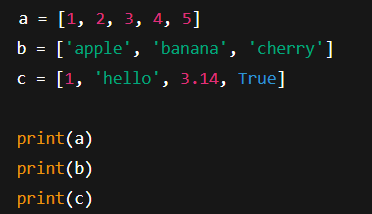 a = [1, 2, 3, 4, 5]
b = ['apple', 'banana', 'cherry']
c = [1, 'hello', 3.14, True]
print(a)
print(b)
print(c)